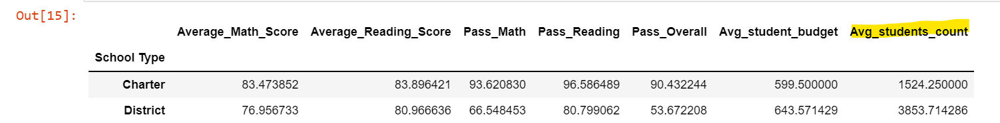 Out[15]:
Average_Math_Score Average_Reading_Score Pass_Math Pass_Reading Pass_Overall Avg_student_budget Avg_students_count
School Type
Charter 83.473852 83.896421 93.620830 96.586489 90.432244 599.500000 1524.250000
District 76.956733 80.966636 66.548453 80.799062 53.672208 643.571429 3853.714286